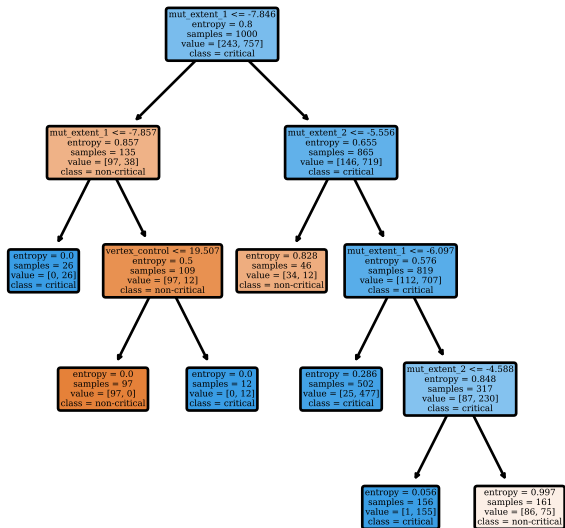 mut_extent_1 <= -7.846
entropy = 0.8
samples = 1000
value = [243, 757]
class = critical
mut_extent_1 <= -7.857
entropy = 0.857
samples = 135
value = [97, 38]
class = non-critical
mut_extent_2 <= -5.556
entropy = 0.655
samples = 865
value = [146, 719]
class = critical
entropy = 0.0
samples = 26
value = [0, 26]
class = critical
vertex_control <= 19.507
entropy = 0.5
samples = 109
value = [97, 12]
class = non-critical
entropy = 0.828
samples = 46
value = [34, 12]
class = non-critical
mut_extent_1 <= -6.097
entropy = 0.576
samples = 819
value = [112, 707]
class = critical
entropy = 0.0
samples = 97
value = [97, 0]
class = non-critical
entropy = 0.0
samples = 12
value = [0, 12]
class = critical
entropy = 0.286
samples = 502
value = [25, 477]
class = critical
mut_extent_2 <= -4.588
entropy = 0.848
samples = 317
value = [87, 230]
class = critical
entropy = 0.056
samples = 156
value = [1, 155]
class = critical
entropy = 0.997
samples = 161
value = [86, 75]
class = non-critical